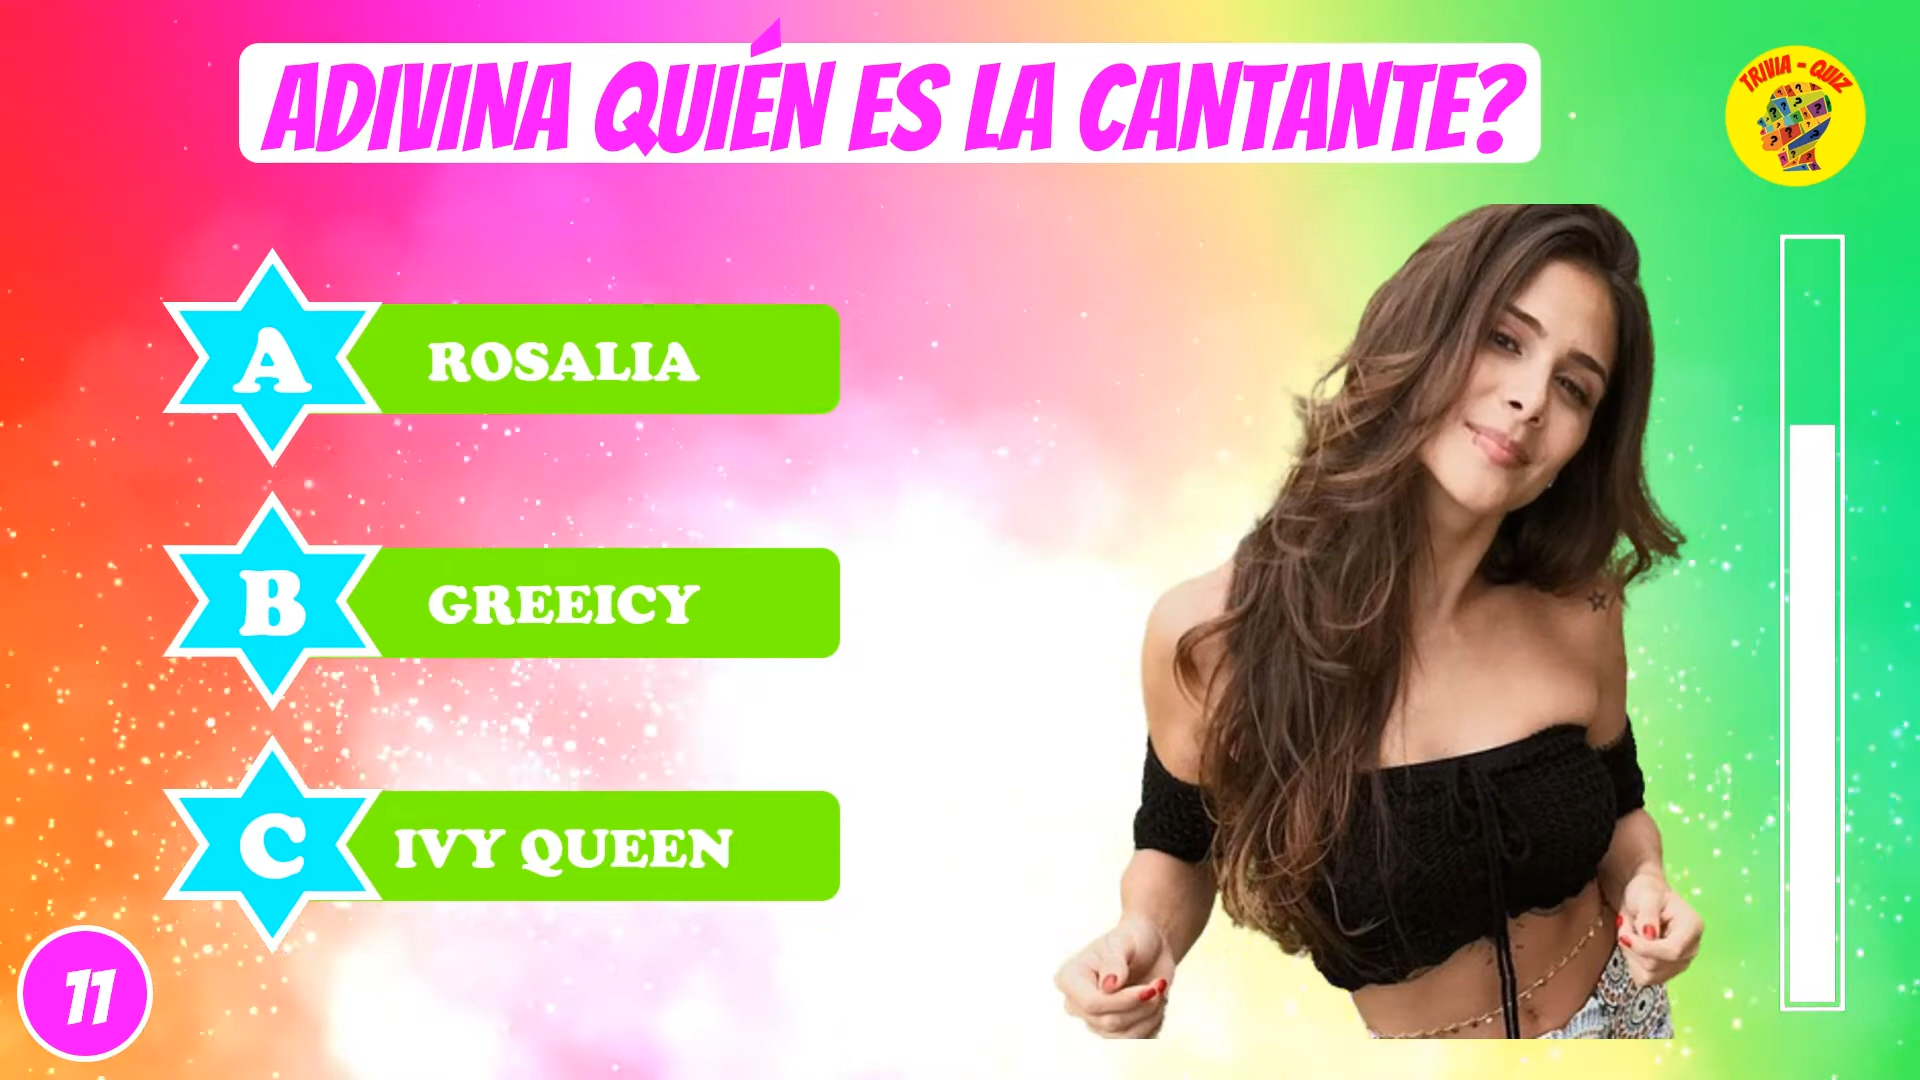 ADIVINA QUIÉN ES LA CANTANTE?
TRIVIA - QUIZ
A ROSALIA
B GREEICY
C IVY QUEEN
11